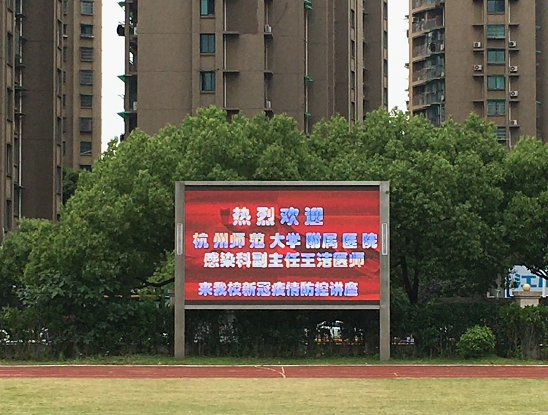 热烈欢迎
杭州师范大学附属医院
感染科副主任王洁医师
来我校新冠疫情防控讲座